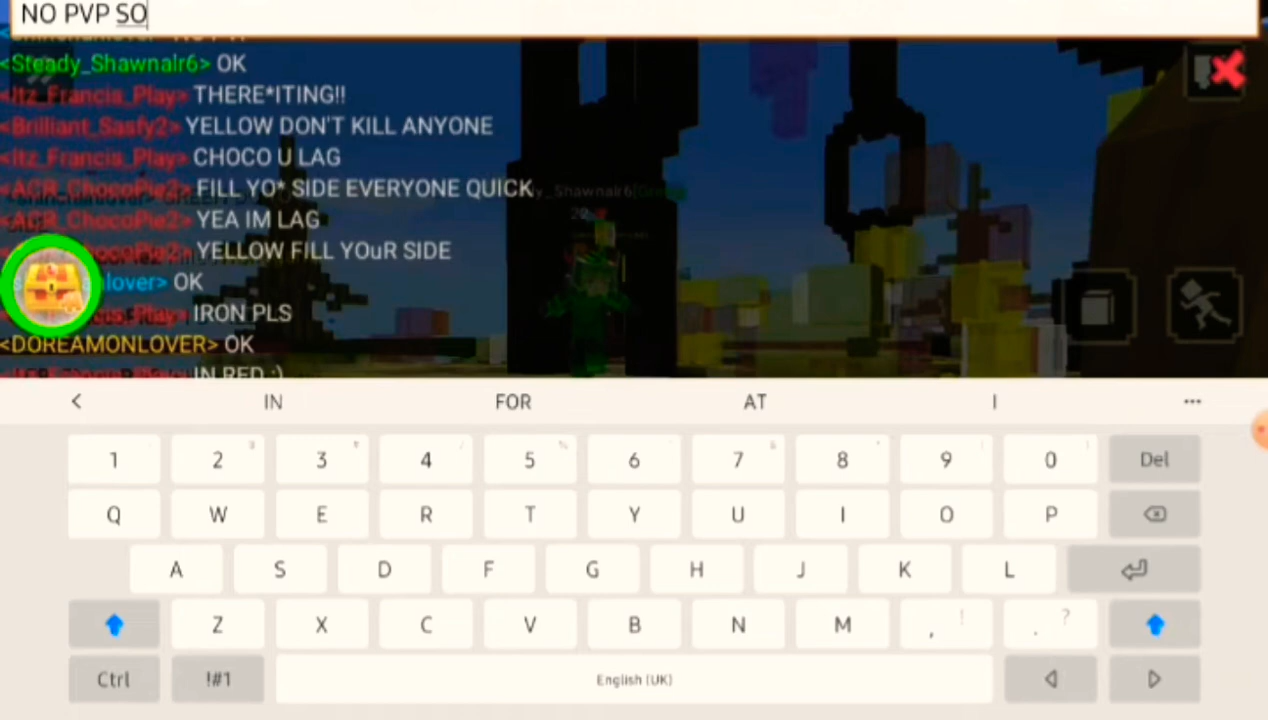 NO PVP SO
<Steady_Shawnalr6> OK
<Itz_Francis_Play> THERE*ITING!!
<Brilliant_Sasfy2> YELLOW DON'T KILL ANYONE
<Itz_Francis_Play> CHOCO U LAG
<ACR_ChocoPie2> FILL YO* SIDE EVERYONE QUICK
<ACR_ChocoPie2> YEA IM LAG
ChocoPie2> YELLOW FILL YOuR SIDE
lover> OK
IRON PLS
<DOREAMONLOVER> OK
IN RED :)
< IN FOR AT I ...
1 2 3 4 5 6 7 8 9 0 Del
Q W E R T Y U I O P
A S D F G H J K L
Z X C V B N M , ! . ?
Ctrl !#1 English (UK)